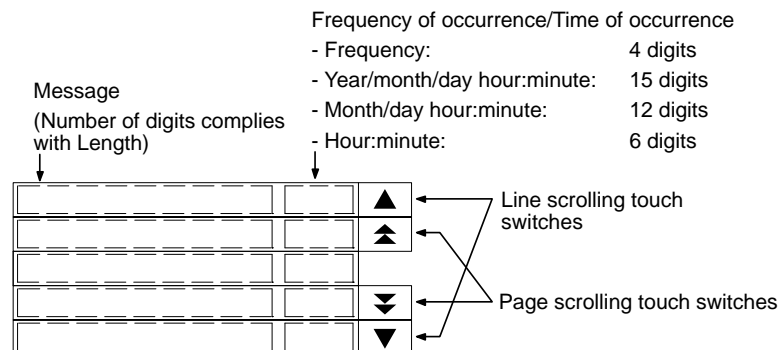 Frequency of occurrence/Time of occurrence
- Frequency: 4 digits
- Year/month/day hour:minute: 15 digits
- Month/day hour:minute: 12 digits
- Hour:minute: 6 digits
Message
(Number of digits complies
with Length)
Line scrolling touch
switches
Page scrolling touch switches